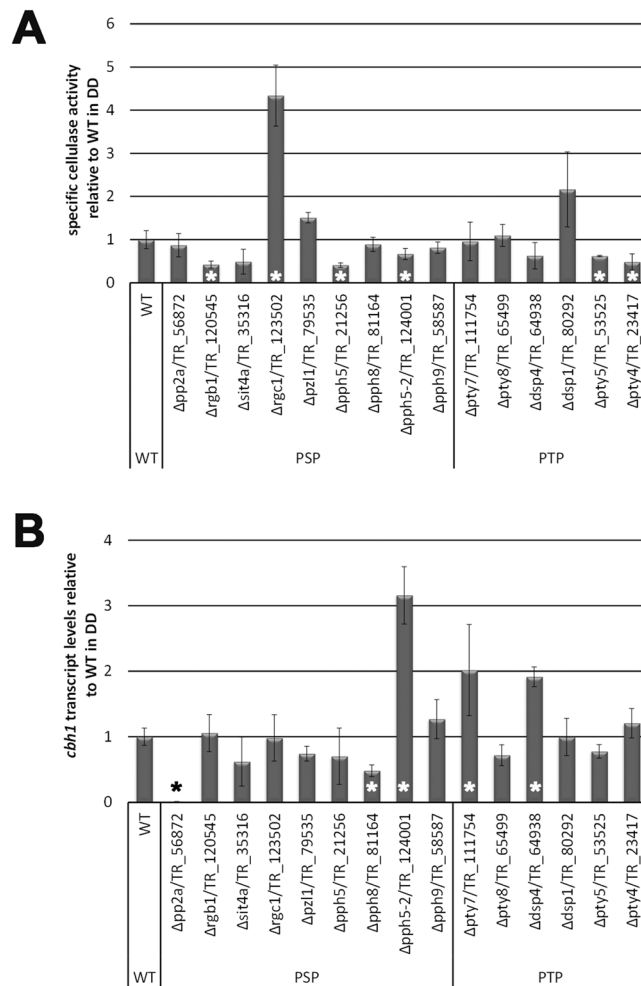 A
specific cellulase activity
relative to WT in DD
6
5
4
3
2
1
0
* * * * * *
WT
Δpp2a/TR_56872
Δrgb1/TR_120545
Δsit4a/TR_35316
Δrgc1/TR_123502
Δpzl1/TR_79535
Δpph5/TR_21256
Δpph8/TR_81164
Δpph5-2/TR_124001
Δpph9/TR_58587
Δpty7/TR_111754
Δpty8/TR_65499
Δdsp4/TR_64938
Δdsp1/TR_80292
Δpty5/TR_53525
Δpty4/TR_23417
WT
PSP
PTP
B
cbh1 transcript levels relative
to WT in DD
4
3
2
1
0
* * * * *
WT
Δpp2a/TR_56872
Δrgb1/TR_120545
Δsit4a/TR_35316
Δrgc1/TR_123502
Δpzl1/TR_79535
Δpph5/TR_21256
Δpph8/TR_81164
Δpph5-2/TR_124001
Δpph9/TR_58587
Δpty7/TR_111754
Δpty8/TR_65499
Δdsp4/TR_64938
Δdsp1/TR_80292
Δpty5/TR_53525
Δpty4/TR_23417
WT
PSP
PTP